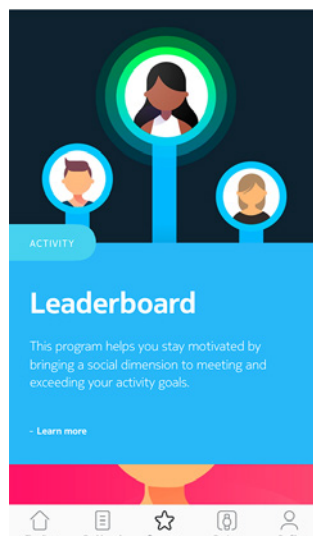 ACTIVITY
Leaderboard
This program helps you stay motivated by
bringing a social dimension to meeting and
exceeding your activity goals.
- Learn more